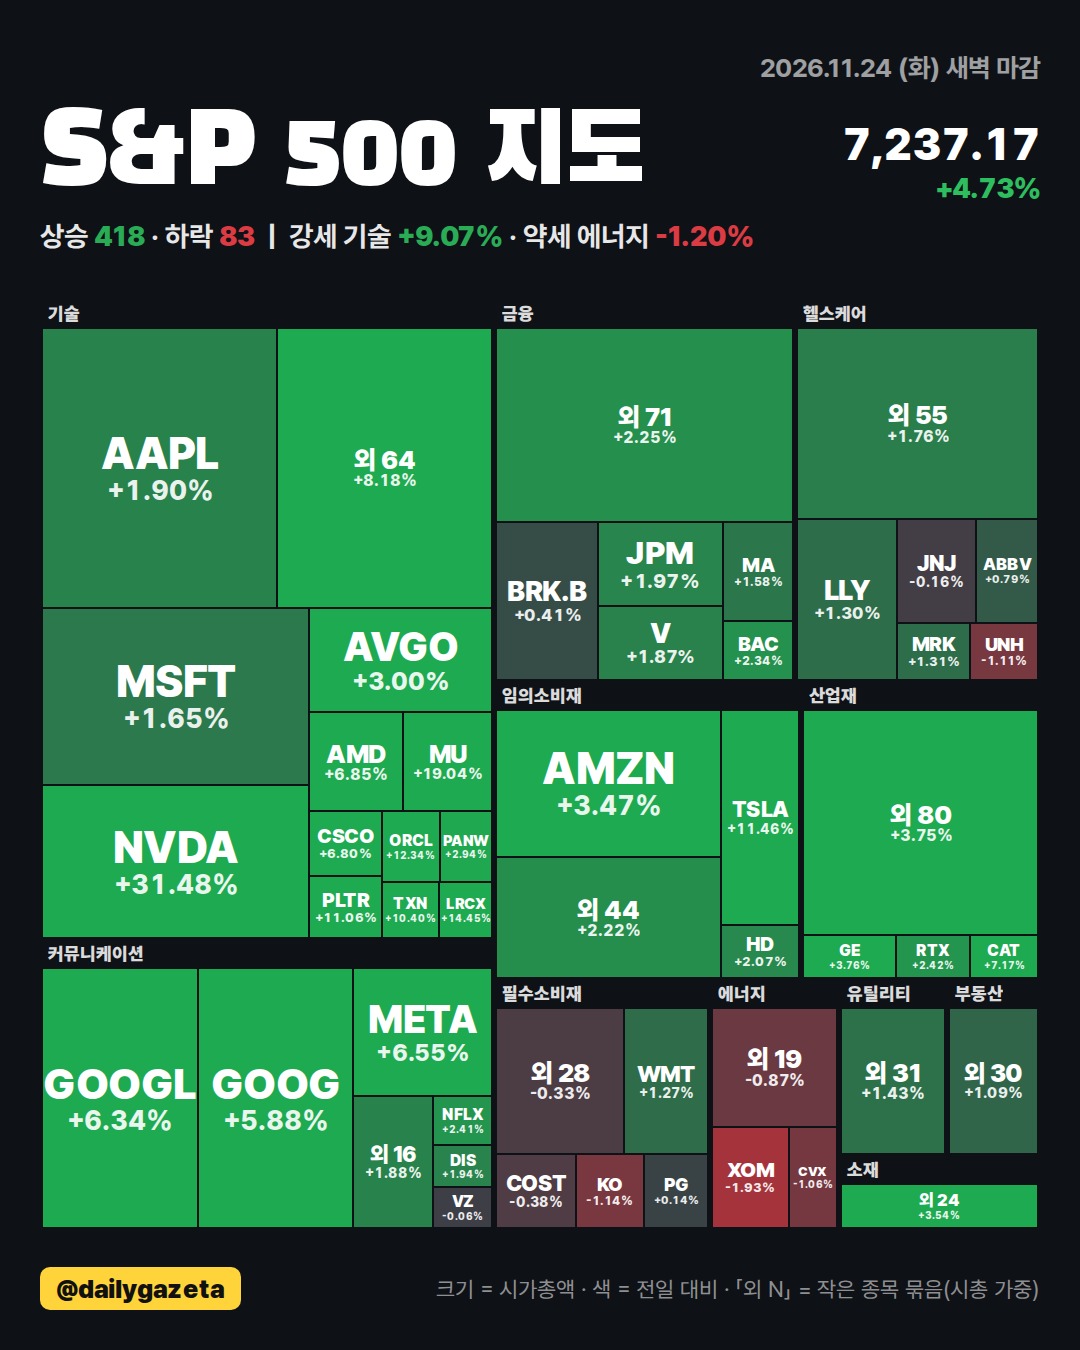 2026.11.24 (화) 새벽 마감
S&P 500 지도
7,237.17
+4.73%
상승 418 · 하락 83 | 강세 기술 +9.07% · 약세 에너지 -1.20%
기술
AAPL
+1.90%
외 64
+8.18%
MSFT
+1.65%
AVGO
+3.00%
AMD
+6.85%
MU
+19.04%
NVDA
+31.48%
CSCO
+6.80%
ORCL
+12.34%
PANW
+2.94%
PLTR
+11.06%
TXN
+10.40%
LRCX
+14.45%
금융
외 71
+2.25%
BRK.B
+0.41%
JPM
+1.97%
MA
+1.58%
V
+1.87%
BAC
+2.34%
헬스케어
외 55
+1.76%
LLY
+1.30%
JNJ
-0.16%
ABBV
+0.79%
MRK
+1.31%
UNH
-1.11%
임의소비재
AMZN
+3.47%
TSLA
+11.46%
외 44
+2.22%
HD
+2.07%
산업재
외 80
+3.75%
GE
+3.76%
RTX
+2.42%
CAT
+7.17%
커뮤니케이션
GOOGL
+6.34%
GOOG
+5.88%
META
+6.55%
외 16
+1.88%
NFLX
+2.41%
DIS
+1.94%
VZ
-0.06%
필수소비재
외 28
-0.33%
WMT
+1.27%
COST
-0.38%
KO
-1.14%
PG
+0.14%
에너지
외 19
-0.87%
XOM
-1.93%
CVX
-1.06%
유틸리티
외 31
+1.43%
부동산
외 30
+1.09%
소재
외 24
+3.54%
@dailygazeta
크기 = 시가총액 · 색 = 전일 대비 · 「외 N」 = 작은 종목 묶음(시총 가중)